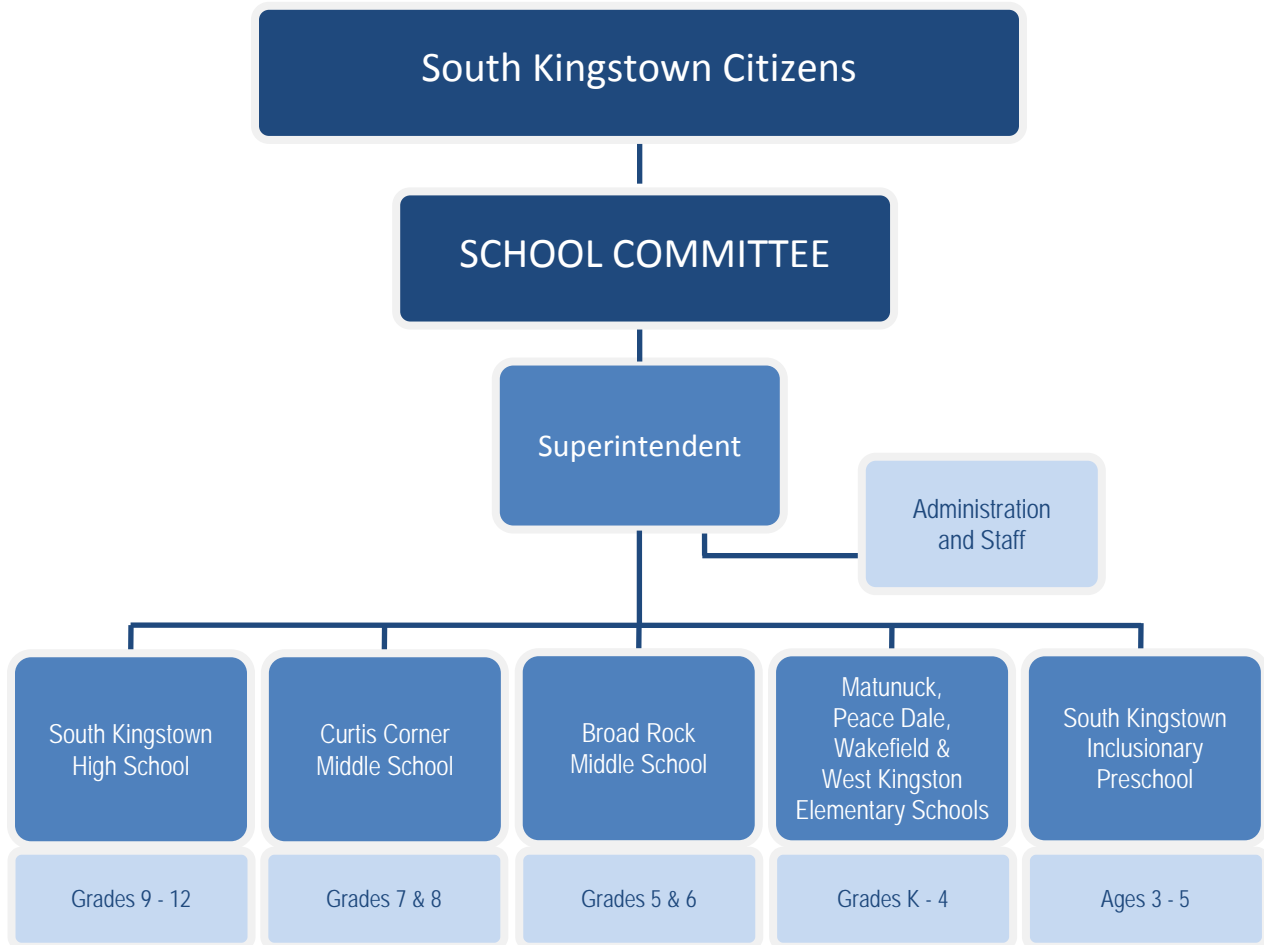 South Kingstown Citizens
SCHOOL COMMITTEE
Superintendent
Administration
and Staff
South Kingstown
High School
Curtis Corner
Middle School
Broad Rock
Middle School
Matunuck,
Peace Dale,
Wakefield &
West Kingston
Elementary Schools
South Kingstown
Inclusionary
Preschool
Grades 9 - 12
Grades 7 & 8
Grades 5 & 6
Grades K - 4
Ages 3 - 5